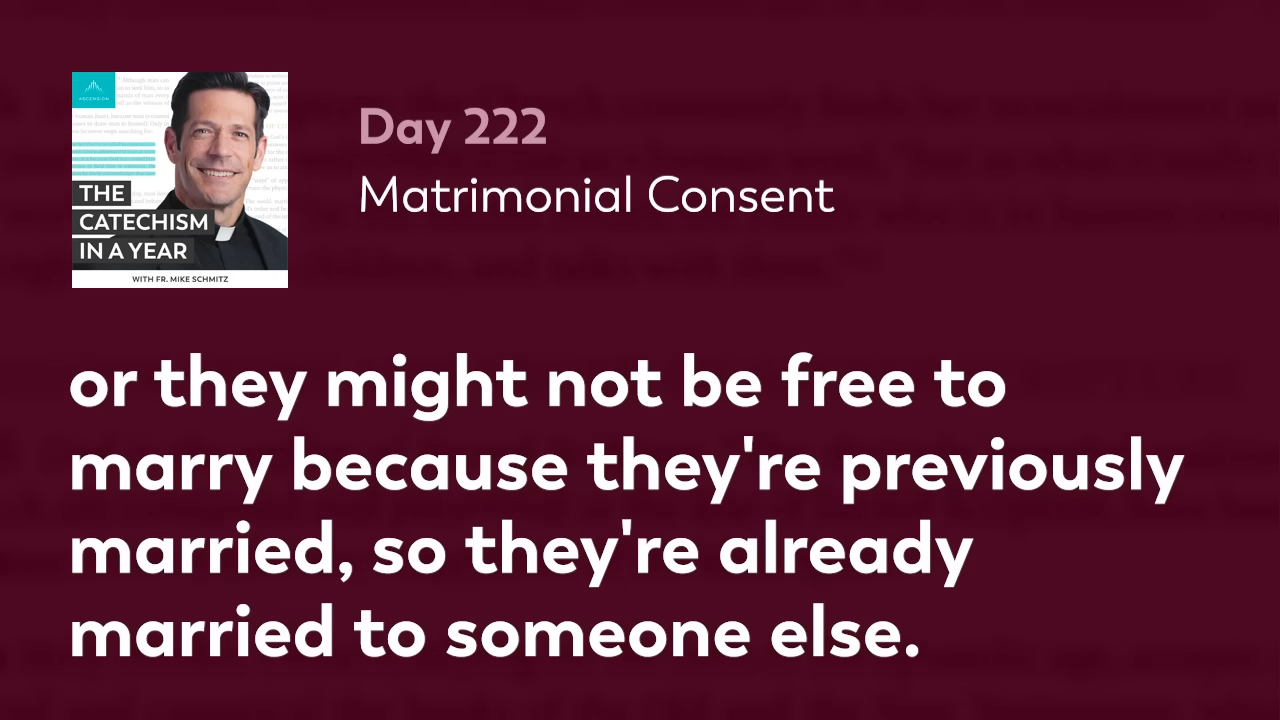 ASCENSION
THE
CATECHISM
IN A YEAR
WITH FR. MIKE SCHMITZ
Day 222
Matrimonial Consent
or they might not be free to
marry because they're previously
married, so they're already
married to someone else.